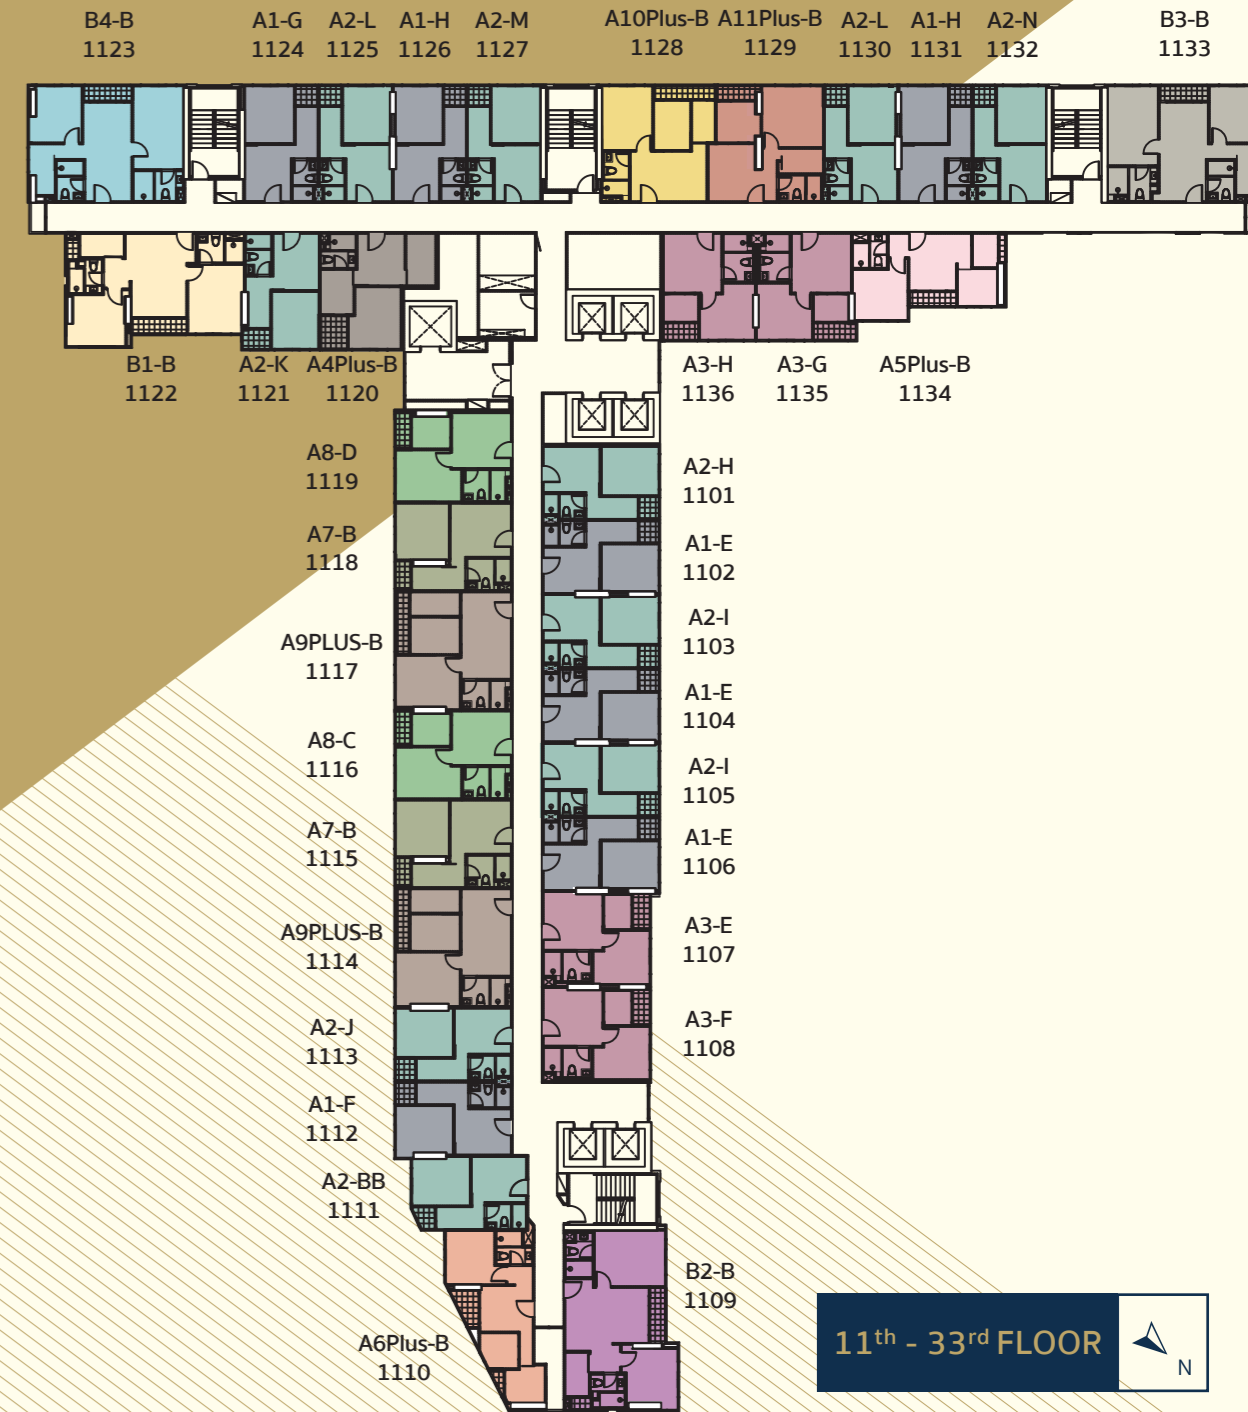 B4-B
1123
A1-G
1124
A2-L
1125
A1-H
1126
A2-M
1127
A10Plus-B
1128
A11Plus-B
1129
A2-L
1130
A1-H
1131
A2-N
1132
B3-B
1133
B1-B
1122
A2-K
1121
A4Plus-B
1120
A3-H
1136
A3-G
1135
A5Plus-B
1134
A8-D
1119
A7-B
1118
A9PLUS-B
1117
A8-C
1116
A7-B
1115
A9PLUS-B
1114
A2-J
1113
A1-F
1112
A2-BB
1111
A6Plus-B
1110
A2-H
1101
A1-E
1102
A2-I
1103
A1-E
1104
A2-I
1105
A1-E
1106
A3-E
1107
A3-F
1108
B2-B
1109
11th - 33rd FLOOR
N